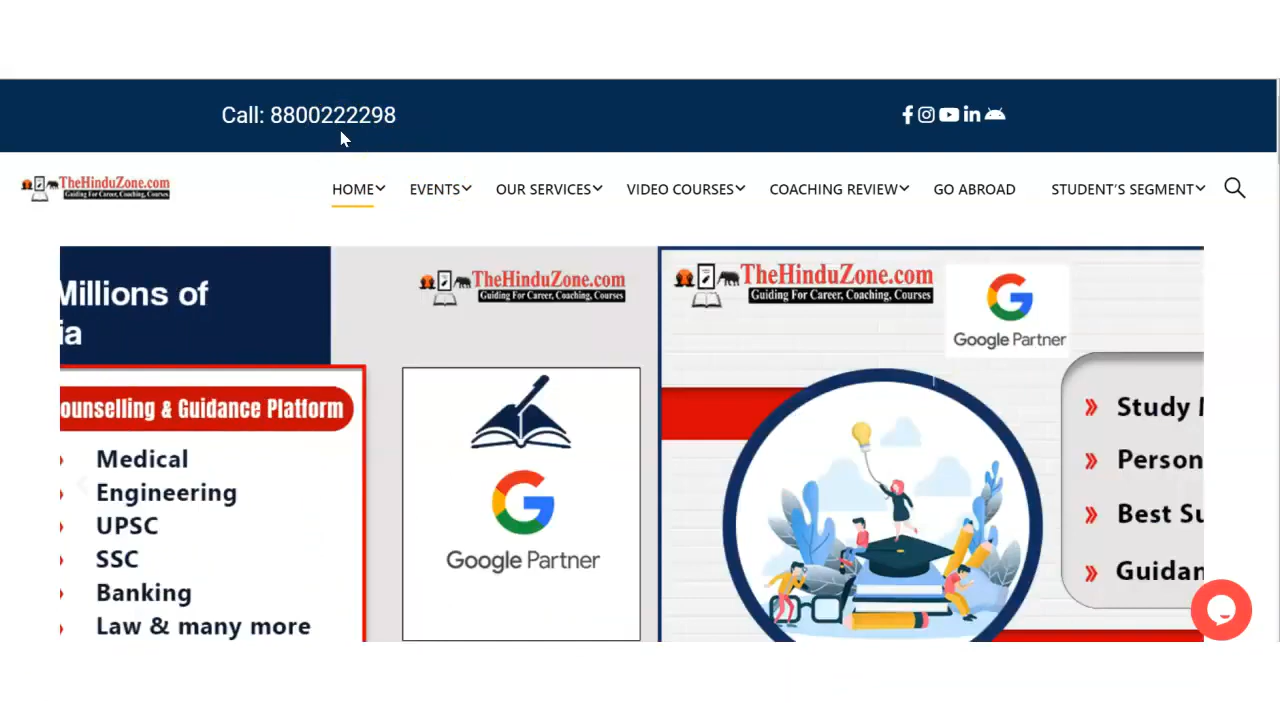 Call: 8800222298
TheHinduZone.com
Guiding For Career, Coaching, Courses
HOME EVENTS OUR SERVICES VIDEO COURSES COACHING REVIEW GO ABROAD STUDENT'S SEGMENT
Millions of
ia
ounselling & Guidance Platform
Medical
Engineering
UPSC
SSC
Banking
Law & many more
TheHinduZone.com
Guiding For Career, Coaching, Courses
Google Partner
TheHinduZone.com
Guiding For Career, Coaching, Courses
Google Partner
Study
Person
Best Su
Guidan